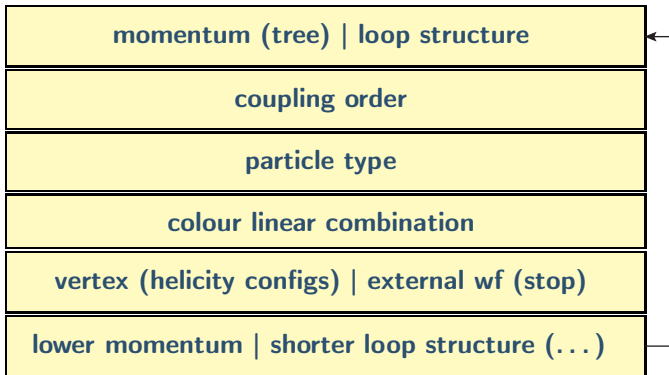 momentum (tree) | loop structure
coupling order
particle type
colour linear combination
vertex (helicity configs) | external wf (stop)
lower momentum | shorter loop structure (...)